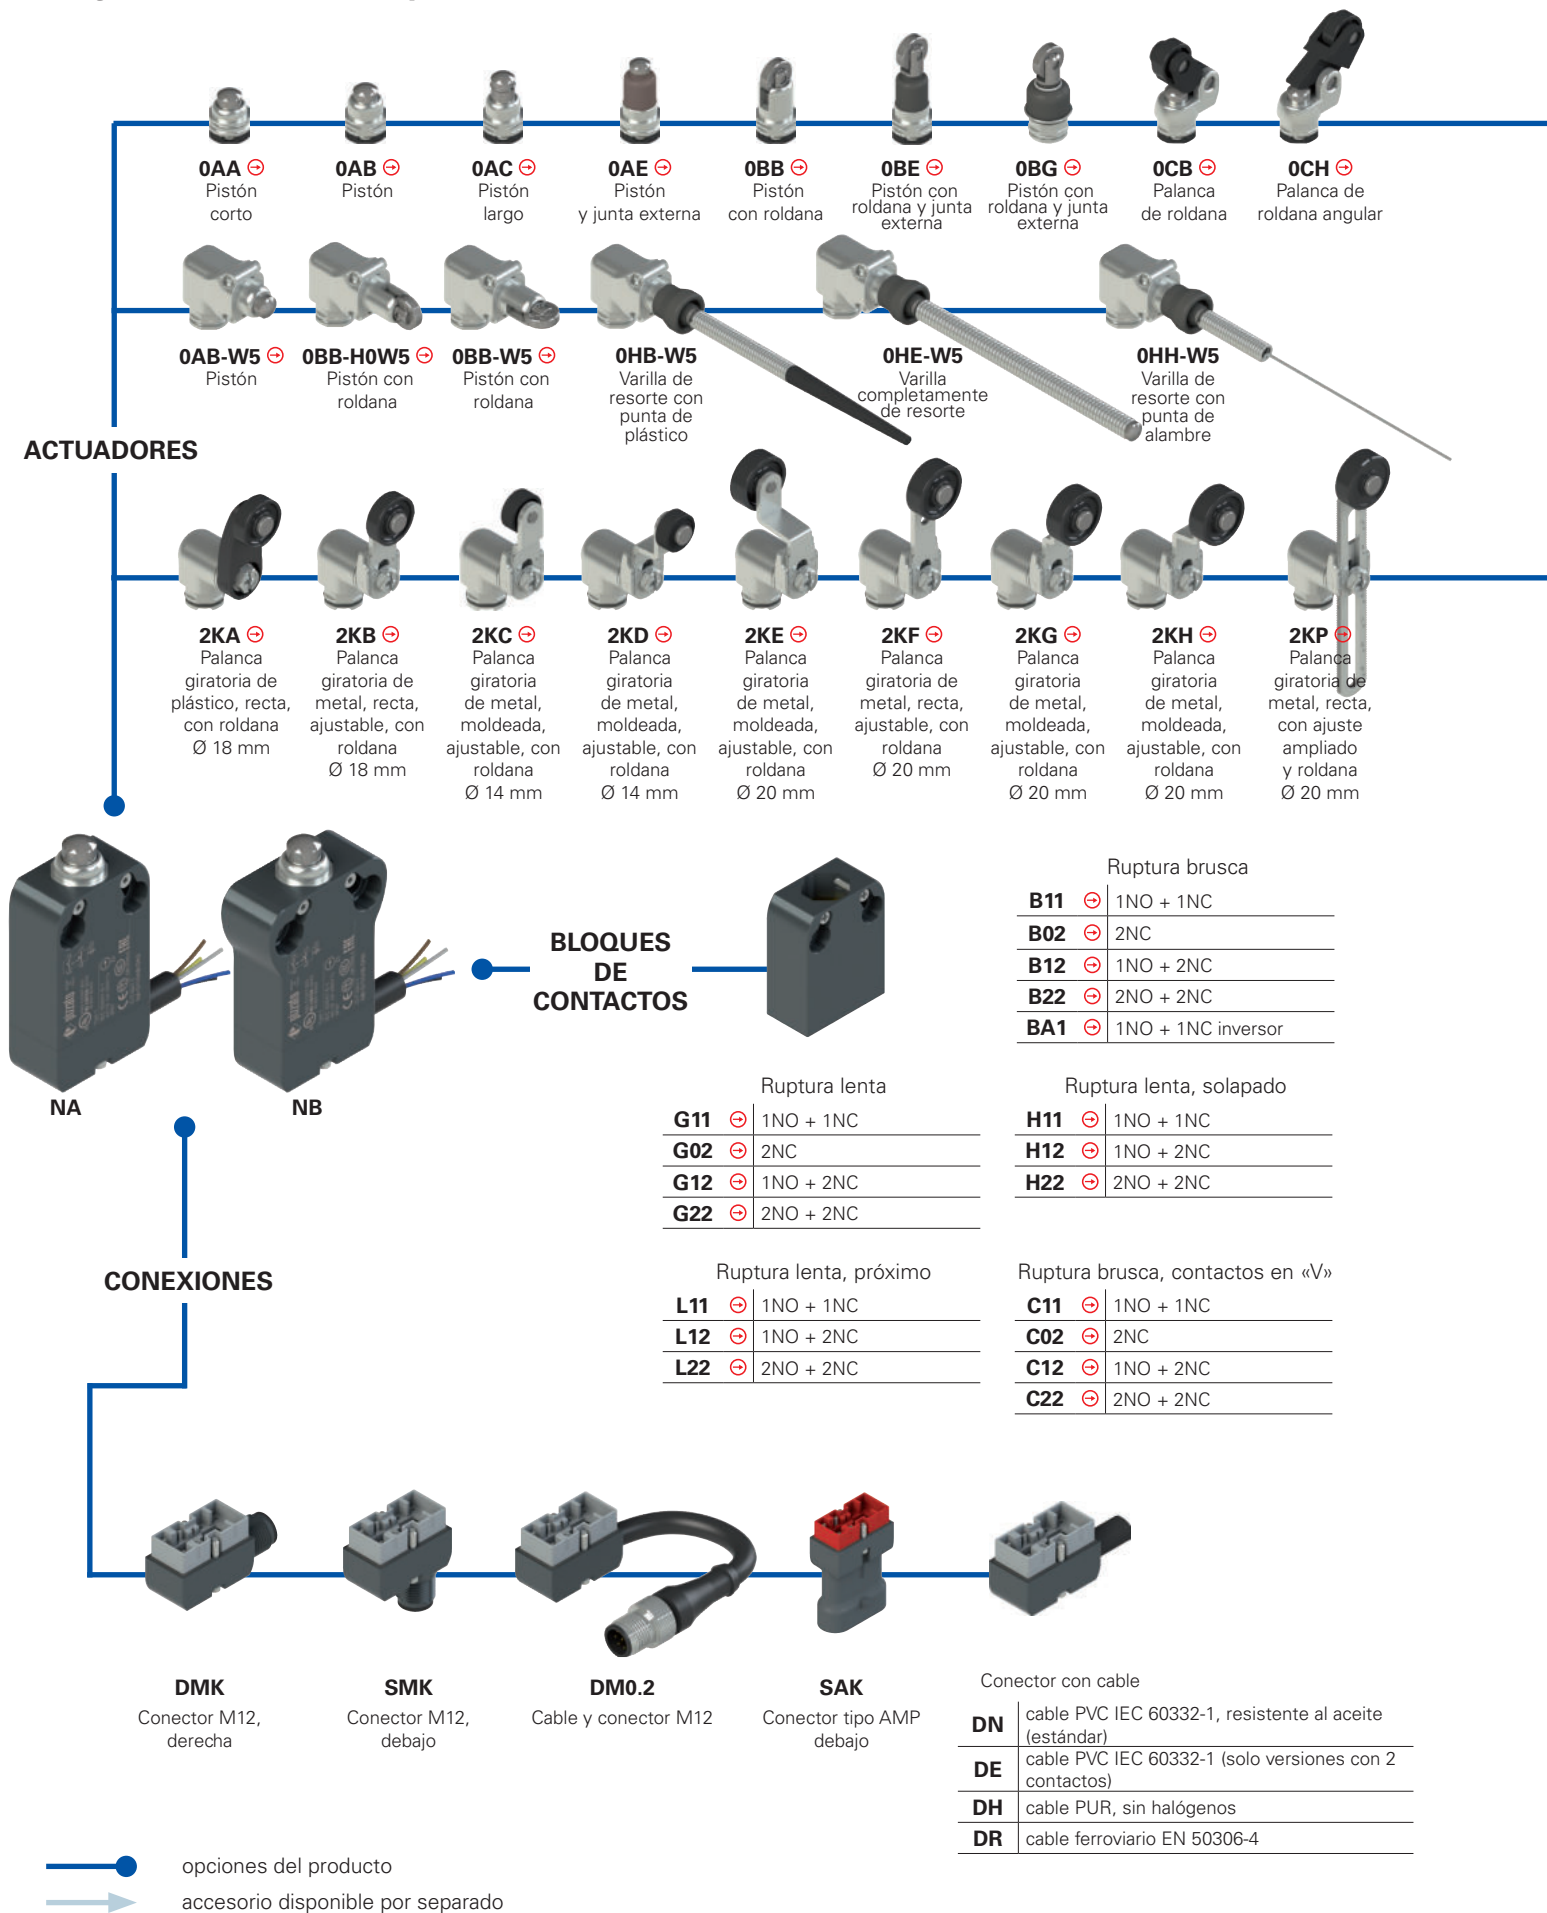 0AA
Pistón
corto
0AB
Pistón
0AC
Pistón
largo
0AE
Pistón
y junta externa
0BB
Pistón
con roldana
0BE
Pistón con
roldana y junta
externa
0BG
Pistón con
roldana y junta
externa
0CB
Palanca
de roldana
0CH
Palanca de
roldana angular
0AB-W5
Pistón
0BB-H0W5
Pistón con
roldana
0BB-W5
Pistón con
roldana
0HB-W5
Varilla de
resorte con
punta de
plástico
0HE-W5
Varilla
completamente
de resorte
0HH-W5
Varilla de
resorte con
punta de
alambre
ACTUADORES
2KA
Palanca
giratoria de
plástico, recta,
con roldana
Ø 18 mm
2KB
Palanca
giratoria de
metal, recta,
ajustable, con
roldana
Ø 18 mm
2KC
Palanca
giratoria
de metal,
moldeada,
ajustable, con
roldana
Ø 14 mm
2KD
Palanca
giratoria
de metal,
moldeada,
ajustable, con
roldana
Ø 14 mm
2KE
Palanca
giratoria
de metal,
moldeada,
ajustable, con
roldana
Ø 20 mm
2KF
Palanca
giratoria de
metal, recta,
ajustable, con
roldana
Ø 20 mm
2KG
Palanca
giratoria
de metal,
moldeada,
ajustable, con
roldana
Ø 20 mm
2KH
Palanca
giratoria
de metal,
moldeada,
ajustable, con
roldana
Ø 20 mm
2KP
Palanca
giratoria de
metal, recta,
con ajuste
ampliado
y roldana
Ø 20 mm
NA
NB
BLOQUES
DE
CONTACTOS
Ruptura brusca
B11 1NO + 1NC
B02 2NC
B12 1NO + 2NC
B22 2NO + 2NC
BA1 1NO + 1NC inversor
Ruptura lenta
G11 1NO + 1NC
G02 2NC
G12 1NO + 2NC
G22 2NO + 2NC
Ruptura lenta, solapado
H11 1NO + 1NC
H12 1NO + 2NC
H22 2NO + 2NC
Ruptura lenta, próximo
L11 1NO + 1NC
L12 1NO + 2NC
L22 2NO + 2NC
Ruptura brusca, contactos en «V»
C11 1NO + 1NC
C02 2NC
C12 1NO + 2NC
C22 2NO + 2NC
CONEXIONES
DMK
Conector M12,
derecha
SMK
Conector M12,
debajo
DM0.2
Cable y conector M12
SAK
Conector tipo AMP
debajo
Conector con cable
DN cable PVC IEC 60332-1, resistente al aceite
(estándar)
DE cable PVC IEC 60332-1 (solo versiones con 2
contactos)
DH cable PUR, sin halógenos
DR cable ferroviario EN 50306-4
opciones del producto
accesorio disponible por separado